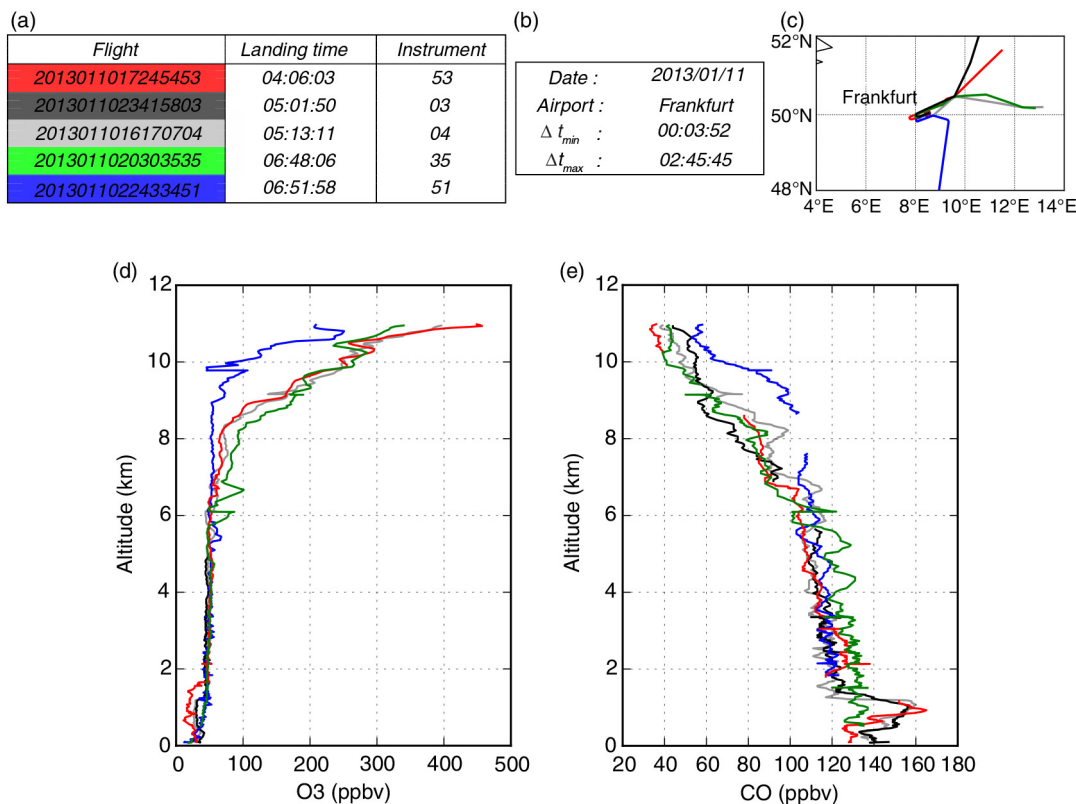 (a)
Flight Landing time Instrument
2013011017245453 04:06:03 53
2013011023415803 05:01:50 03
2013011016170704 05:13:11 04
2013011020303535 06:48:06 35
2013011022433451 06:51:58 51
(b)
Date : 2013/01/11
Airport : Frankfurt
Δ tmin : 00:03:52
Δtmax : 02:45:45
(c)
52°N
50°N
48°N
Frankfurt
4°E 6°E 8°E 10°E 12°E 14°E
(d)
12
10
8
6
4
2
0
Altitude (km)
0 100 200 300 400 500
O3 (ppbv)
(e)
12
10
8
6
4
2
0
Altitude (km)
20 40 60 80 100 120 140 160 180
CO (ppbv)